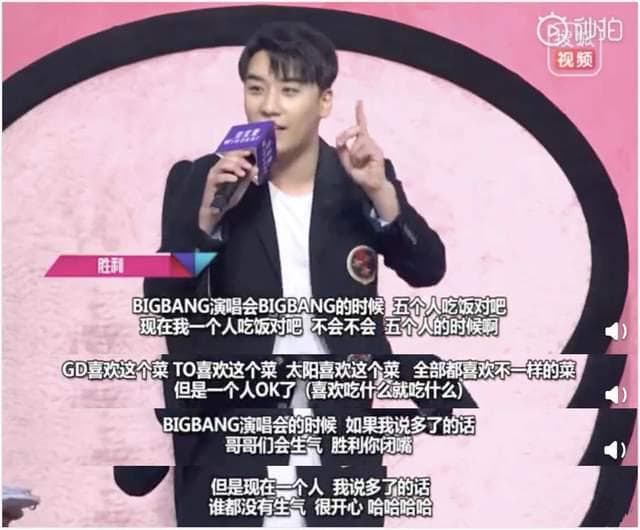 秒拍
搜狐
视频
胜利
BIGBANG演唱会BIGBANG的时候 五个人吃饭对吧
现在我一个人吃饭对吧 不会不会 五个人的时候啊
GD喜欢这个菜 TO喜欢这个菜 太阳喜欢这个菜 全部都喜欢不一样的菜
但是一个人OK了（喜欢吃什么就吃什么）
BIGBANG演唱会的时候 如果我说多了的话
哥哥们会生气 胜利你闭嘴
但是现在一个人 我说多了的话
谁都没有生气 很开心 哈哈哈哈